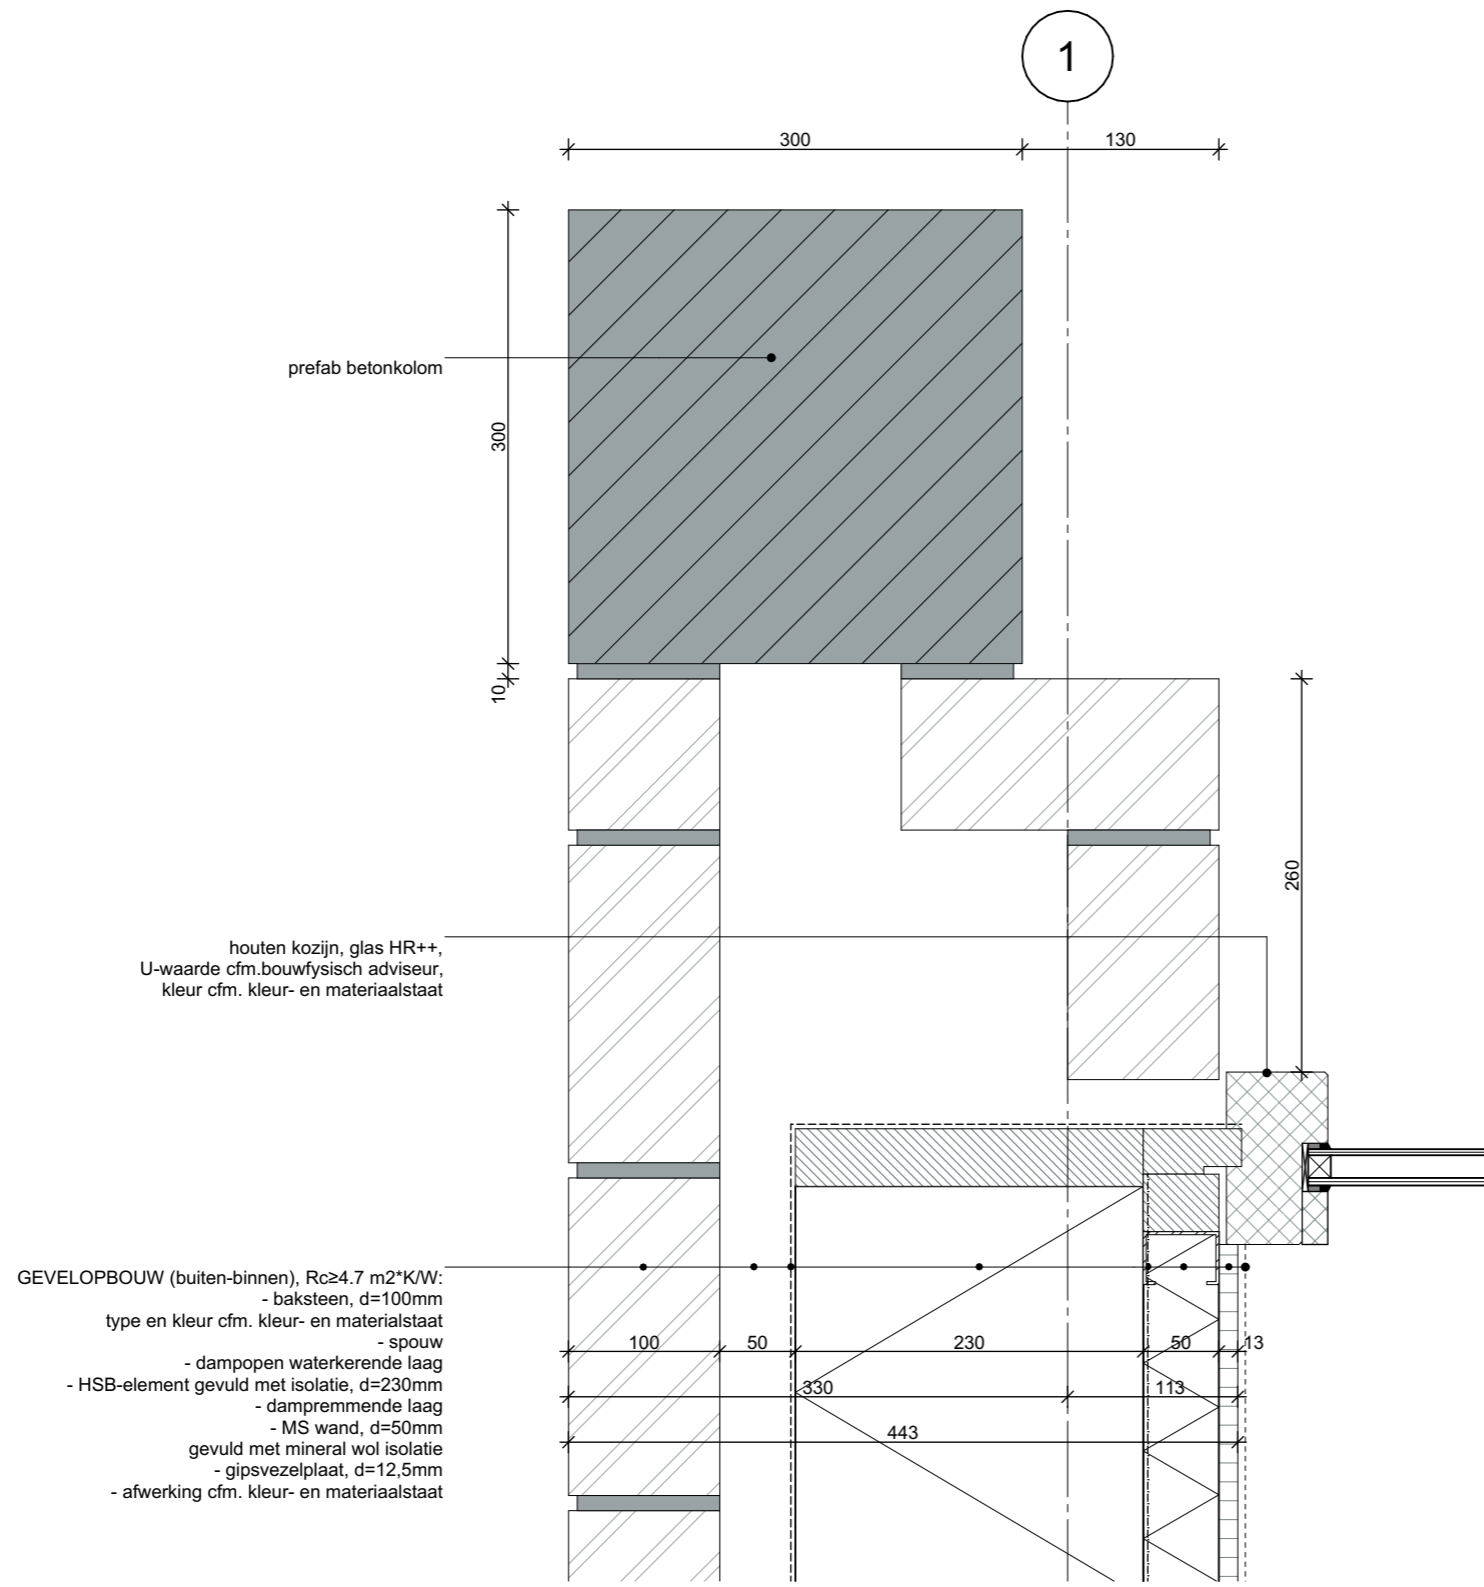 1
300
130
prefab betonkolom
300
10
260
houten kozijn, glas HR++,
U-waarde cfm.bouwfysisch adviseur,
kleur cfm. kleur- en materiaalstaat
GEVELOPBOUW (buiten-binnen), Rc≥4.7 m2*K/W:
- baksteen, d=100mm
type en kleur cfm. kleur- en materialstaat
- spouw
- dampopen waterkerende laag
- HSB-element gevuld met isolatie, d=230mm
- dampremmende laag
- MS wand, d=50mm
gevuld met mineral wol isolatie
- gipsvezelplaat, d=12,5mm
- afwerking cfm. kleur- en materiaalstaat
100
50
230
50
13
330
113
443